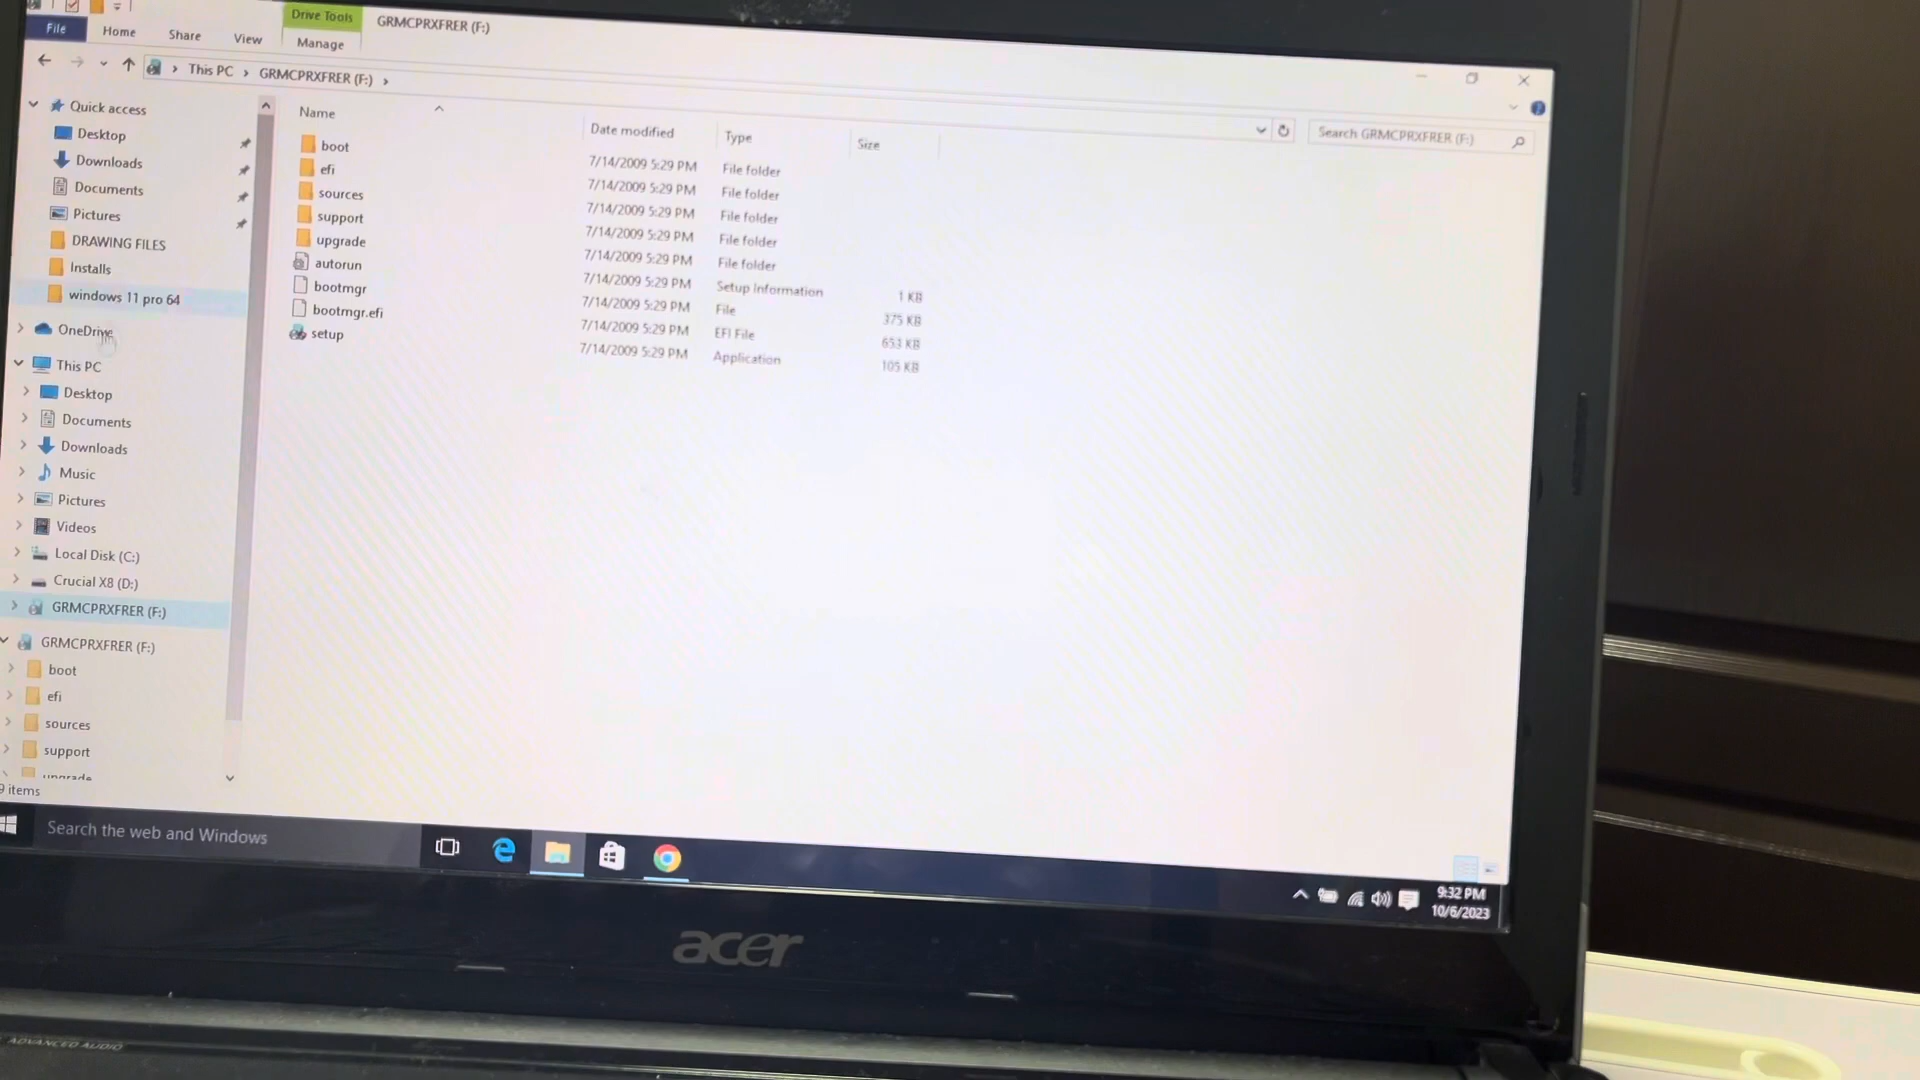 Drive Tools
GRMCPRXFRER (F:)
File Home Share View Manage
This PC > GRMCPRXFRER (F:) >
Search GRMCPRXFRER (F:)
Name Date modified Type Size
boot 7/14/2009 5:29 PM File folder
efi 7/14/2009 5:29 PM File folder
sources 7/14/2009 5:29 PM File folder
support 7/14/2009 5:29 PM File folder
upgrade 7/14/2009 5:29 PM File folder
autorun 7/14/2009 5:29 PM Setup Information 1 KB
bootmgr 7/14/2009 5:29 PM File 375 KB
bootmgr.efi 7/14/2009 5:29 PM EFI File 653 KB
setup 7/14/2009 5:29 PM Application 105 KB
Quick access
Desktop
Downloads
Documents
Pictures
DRAWING FILES
Installs
windows 11 pro 64
OneDrive
This PC
Desktop
Documents
Downloads
Music
Pictures
Videos
Local Disk (C:)
Crucial X8 (D:)
GRMCPRXFRER (F:)
GRMCPRXFRER (F:)
boot
efi
sources
support
upgrade
9 items
Search the web and Windows
9:32 PM
10/6/2023
acer
ADVANCED AUDIO